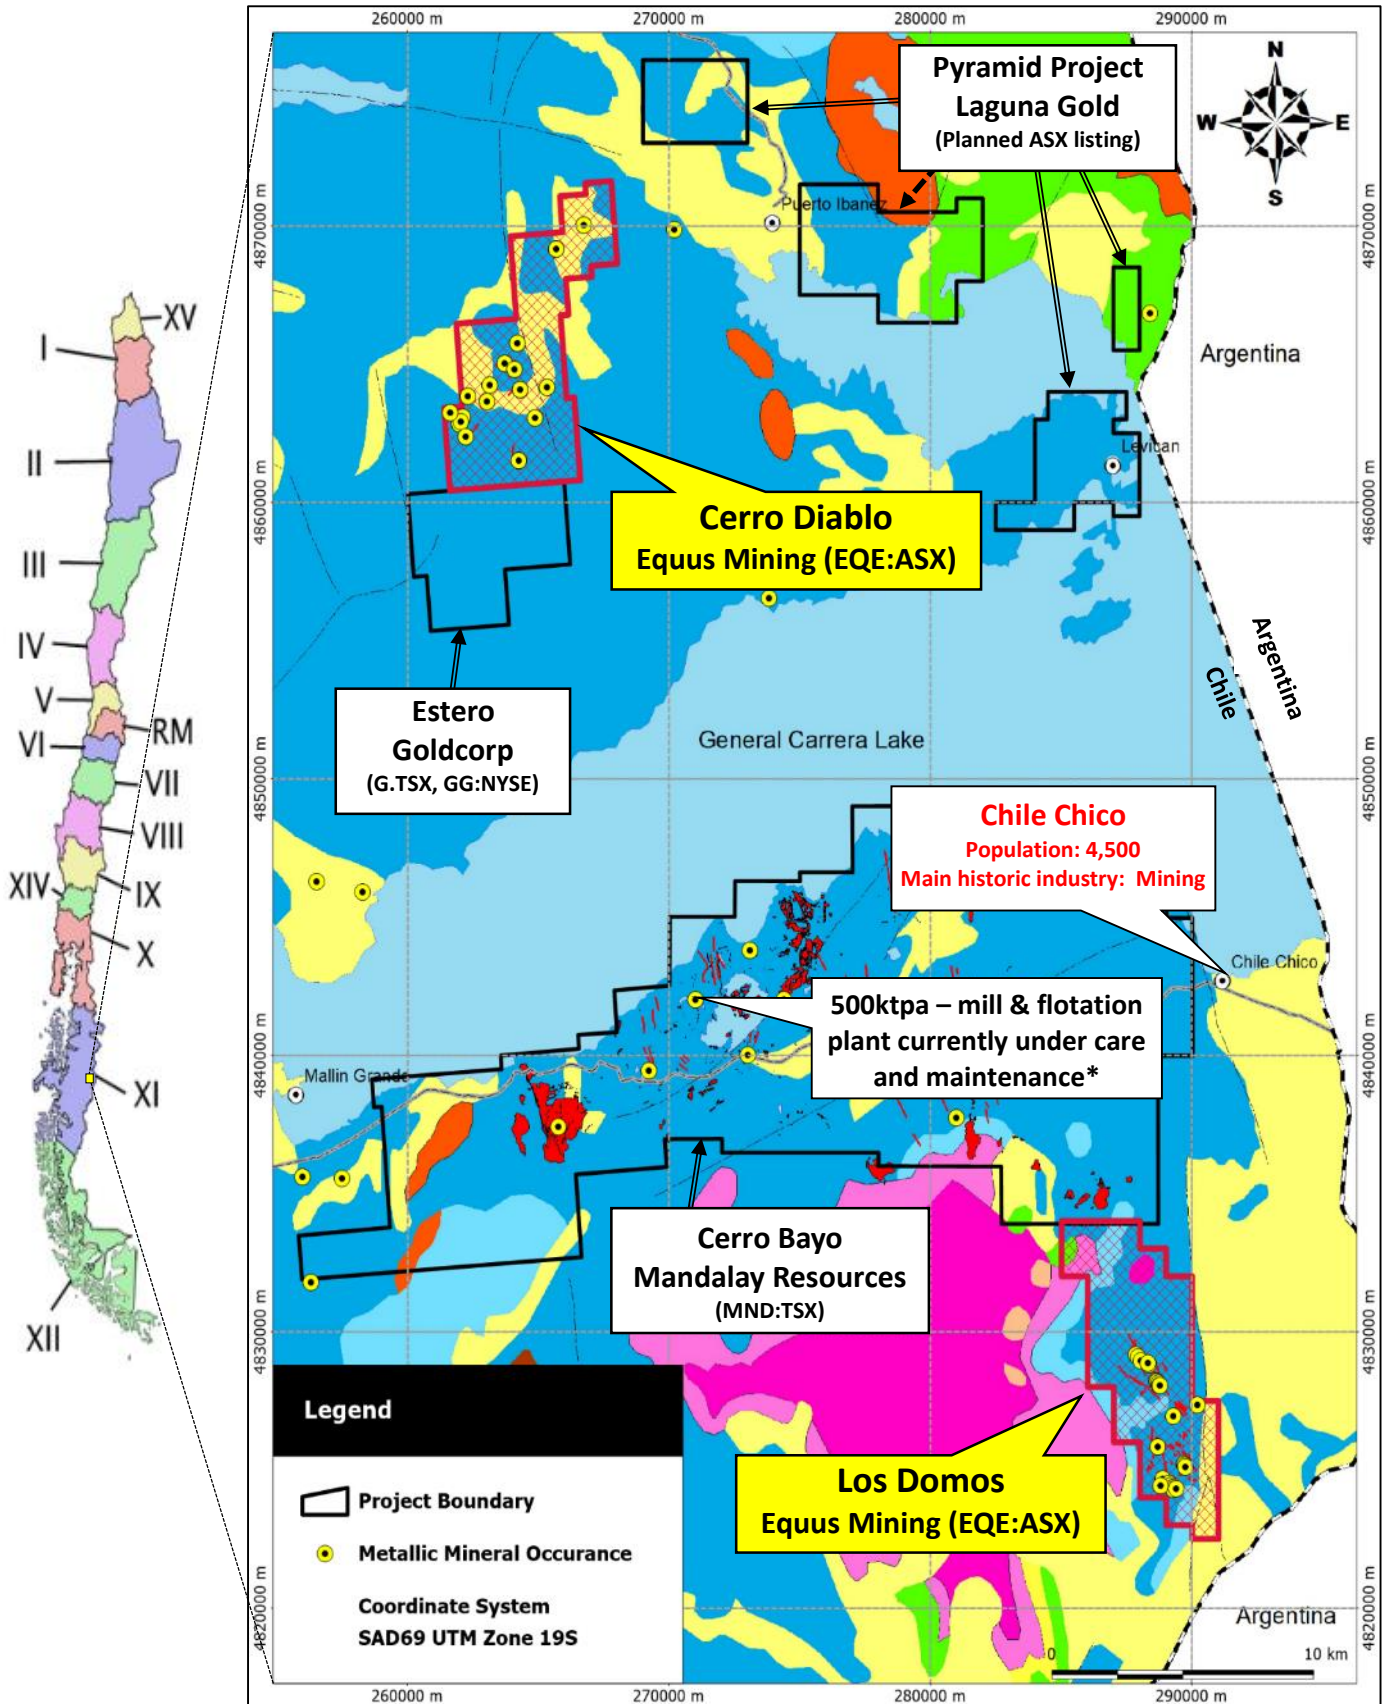 260000 m
270000 m
280000 m
290000 m
Pyramid Project
Laguna Gold
(Planned ASX listing)
N
W
E
S
4870000 m
Puerto Ibanez
4870000 m
XV
I
II
III
IV
V
RM
VI
VII
VIII
XIV
IX
X
XI
XII
Argentina
Levican
4860000 m
Cerro Diablo
Equus Mining (EQE:ASX)
4860000 m
Argentina
Chile
Estero
Goldcorp
(G.TSX, GG:NYSE)
General Carrera Lake
4850000 m
4850000 m
Chile Chico
Population: 4,500
Main historic industry: Mining
Chile Chico
500ktpa – mill & flotation
plant currently under care
and maintenance*
4840000 m
4840000 m
Mallin Grande
Cerro Bayo
Mandalay Resources
(MND:TSX)
4830000 m
4830000 m
Legend
Project Boundary
Metallic Mineral Occurance
Coordinate System
SAD69 UTM Zone 19S
Los Domos
Equus Mining (EQE:ASX)
4820000 m
4820000 m
Argentina
0
10 km
260000 m
270000 m
280000 m
290000 m